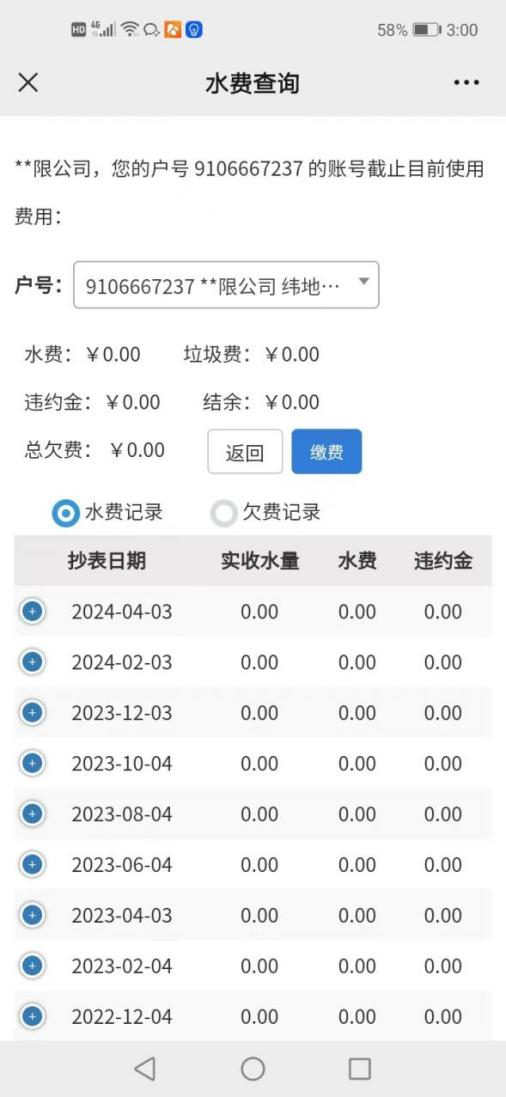 HD 4G 58% 3:00
水费查询
**限公司，您的户号 9106667237 的账号截止目前使用
费用：
户号： 9106667237 **限公司 纬地…
水费：￥0.00 垃圾费：￥0.00
违约金：￥0.00 结余：￥0.00
总欠费：￥0.00 返回 缴费
水费记录 欠费记录
抄表日期 实收水量 水费 违约金
2024-04-03 0.00 0.00 0.00
2024-02-03 0.00 0.00 0.00
2023-12-03 0.00 0.00 0.00
2023-10-04 0.00 0.00 0.00
2023-08-04 0.00 0.00 0.00
2023-06-04 0.00 0.00 0.00
2023-04-03 0.00 0.00 0.00
2023-02-04 0.00 0.00 0.00
2022-12-04 0.00 0.00 0.00